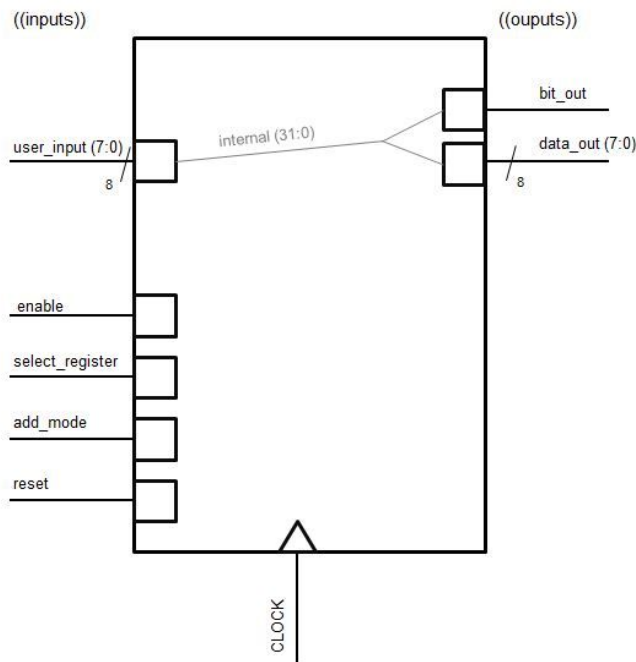 ((inputs))
((ouputs))
bit_out
user_input (7:0)
internal (31:0)
data_out (7:0)
8
8
enable
select_register
add_mode
reset
CLOCK